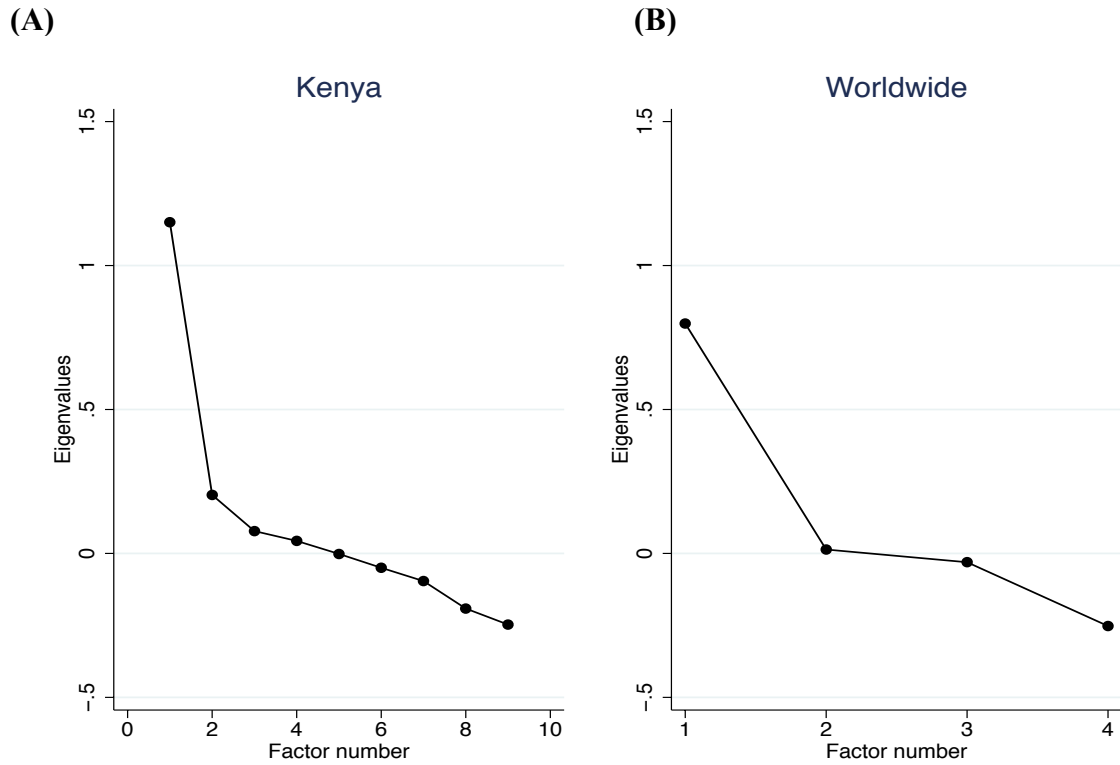 (A)
(B)
Kenya
Worldwide
Eigenvalues
1.5
1
.5
0
-.5
0 2 4 6 8 10
Factor number
Eigenvalues
1.5
1
.5
0
-.5
1 2 3 4
Factor number